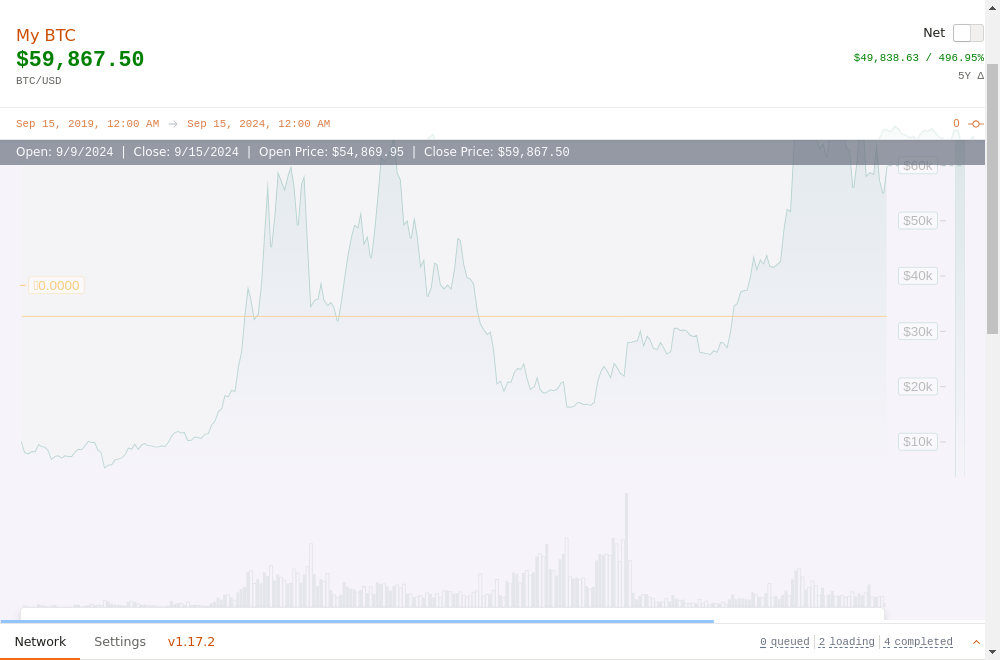 My BTC
Net
$59,867.50
$49,838.63 / 496.95%
BTC/USD
5Y Δ
Sep 15, 2019, 12:00 AM → Sep 15, 2024, 12:00 AM
0
Open: 9/9/2024 | Close: 9/15/2024 | Open Price: $54,869.95 | Close Price: $59,867.50
$60k
$50k
$40k
0.0000
$30k
$20k
$10k
Network
Settings
v1.17.2
0 queued | 2 loading | 4 completed